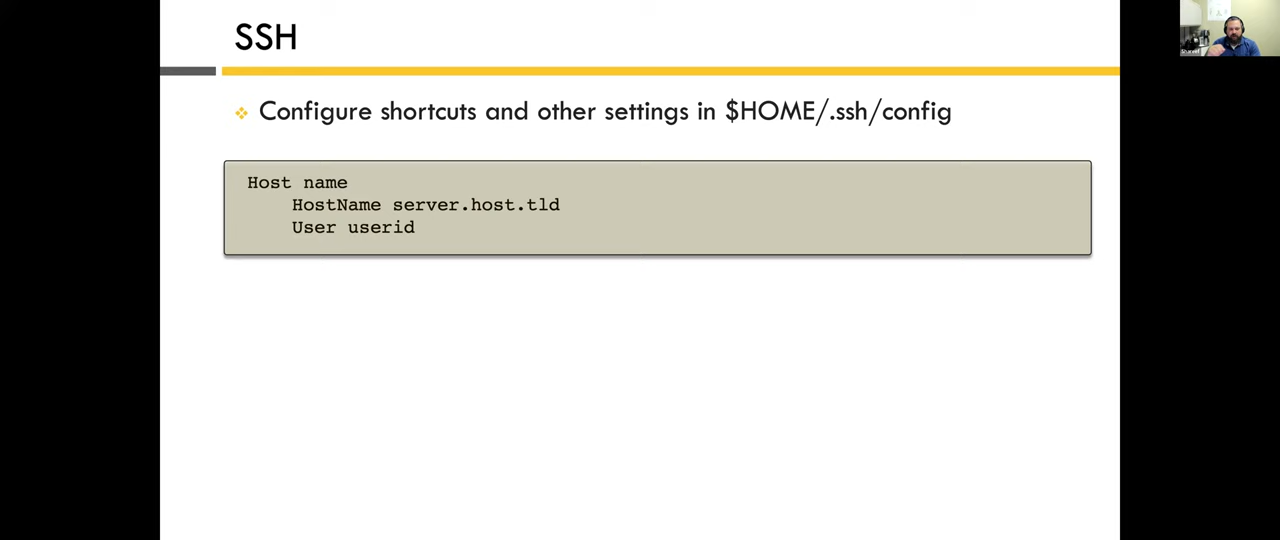 SSH
Configure shortcuts and other settings in $HOME/.ssh/config
Host name
HostName server.host.tld
User userid